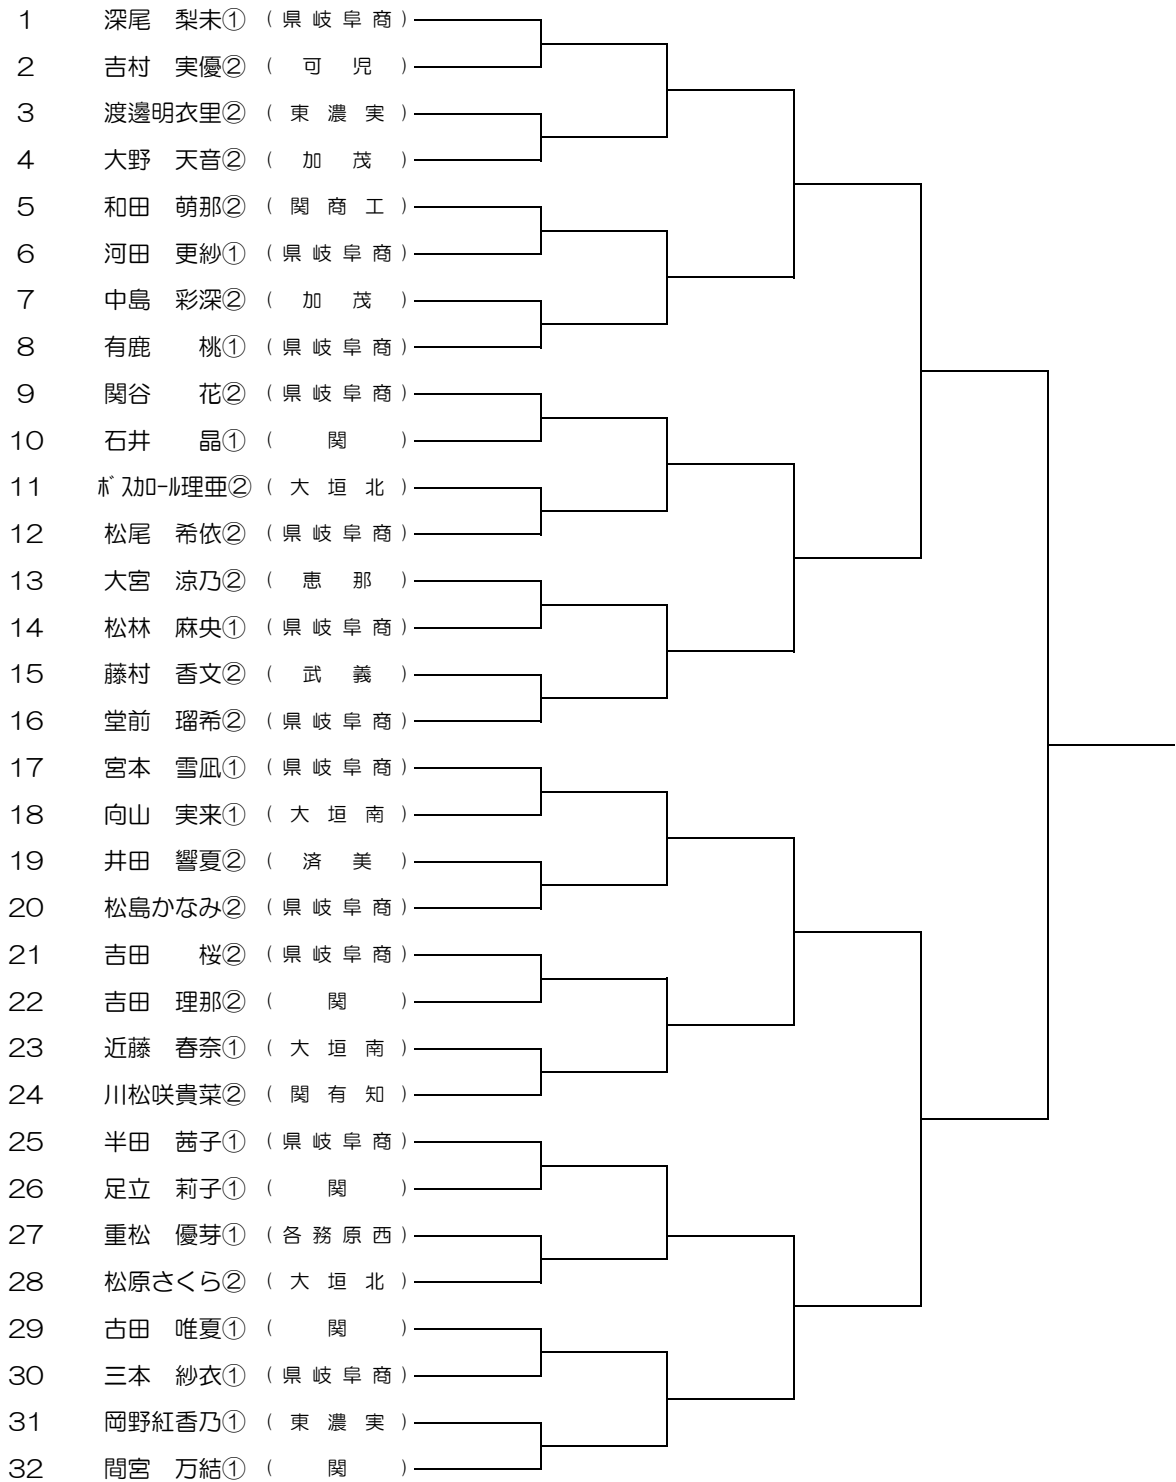 1 深尾 梨未① (県岐阜商)
2 吉村 実優② (可児)
3 渡邊明衣里② (東濃実)
4 大野 天音② (加茂)
5 和田 萌那② (関商工)
6 河田 更紗① (県岐阜商)
7 中島 彩深② (加茂)
8 有鹿 桃① (県岐阜商)
9 関谷 花② (県岐阜商)
10 石井 晶① (関)
11 ボスカロール理亜② (大垣北)
12 松尾 希依② (県岐阜商)
13 大宮 涼乃② (恵那)
14 松林 麻央① (県岐阜商)
15 藤村 香文② (武義)
16 堂前 瑠希② (県岐阜商)
17 宮本 雪凪① (県岐阜商)
18 向山 実来① (大垣南)
19 井田 響夏② (済美)
20 松島かなみ② (県岐阜商)
21 吉田 桜② (県岐阜商)
22 吉田 理那② (関)
23 近藤 春奈① (大垣南)
24 川松咲貴菜② (関有知)
25 半田 茜子① (県岐阜商)
26 足立 莉子① (関)
27 重松 優芽① (各務原西)
28 松原さくら② (大垣北)
29 古田 唯夏① (関)
30 三本 紗衣① (県岐阜商)
31 岡野紅香乃① (東濃実)
32 間宮 万結① (関)